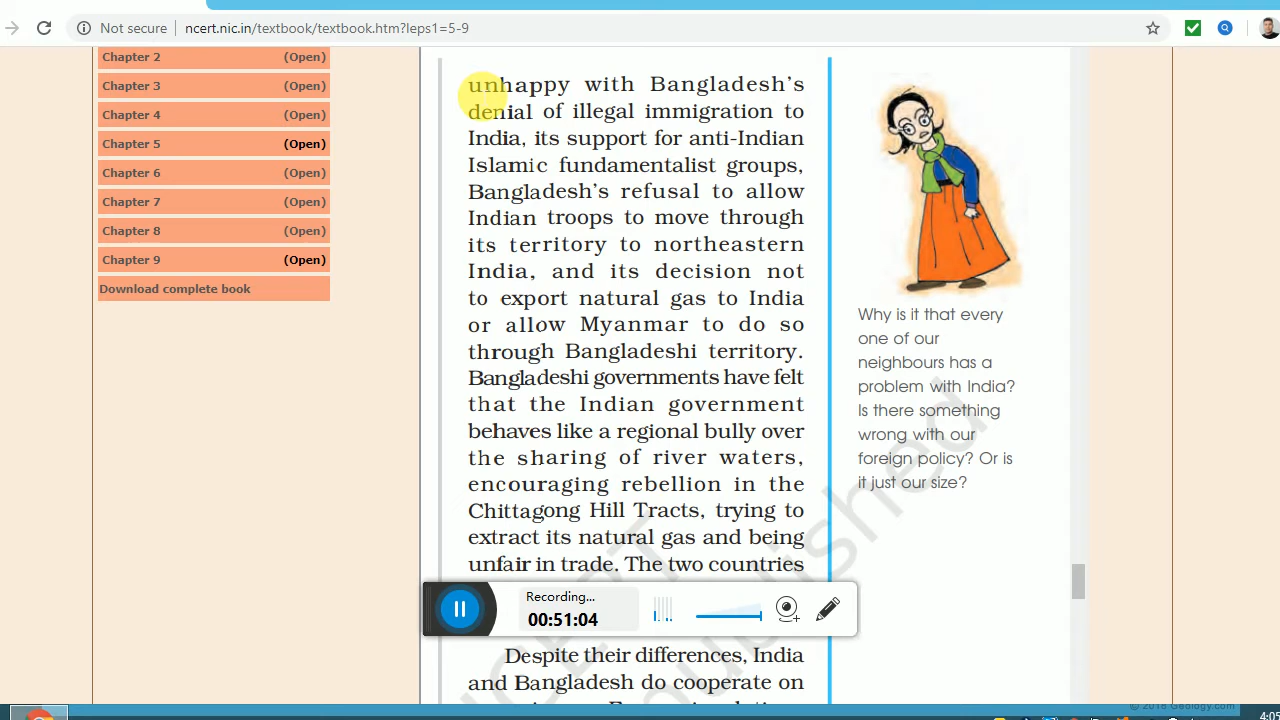 Not secure
ncert.nic.in/textbook/textbook.htm?leps1=5-9
Chapter 2 (Open)
Chapter 3 (Open)
Chapter 4 (Open)
Chapter 5 (Open)
Chapter 6 (Open)
Chapter 7 (Open)
Chapter 8 (Open)
Chapter 9 (Open)
Download complete book
unhappy with Bangladesh's
denial of illegal immigration to
India, its support for anti-Indian
Islamic fundamentalist groups,
Bangladesh's refusal to allow
Indian troops to move through
its territory to northeastern
India, and its decision not
to export natural gas to India
or allow Myanmar to do so
through Bangladeshi territory.
Bangladeshi governments have felt
that the Indian government
behaves like a regional bully over
the sharing of river waters,
encouraging rebellion in the
Chittagong Hill Tracts, trying to
extract its natural gas and being
unfair in trade. The two countries
Despite their differences, India
and Bangladesh do cooperate on
Why is it that every
one of our
neighbours has a
problem with India?
Is there something
wrong with our
foreign policy? Or is
it just our size?
Recording...
00:51:04
© 2018 Geology.com
4:05